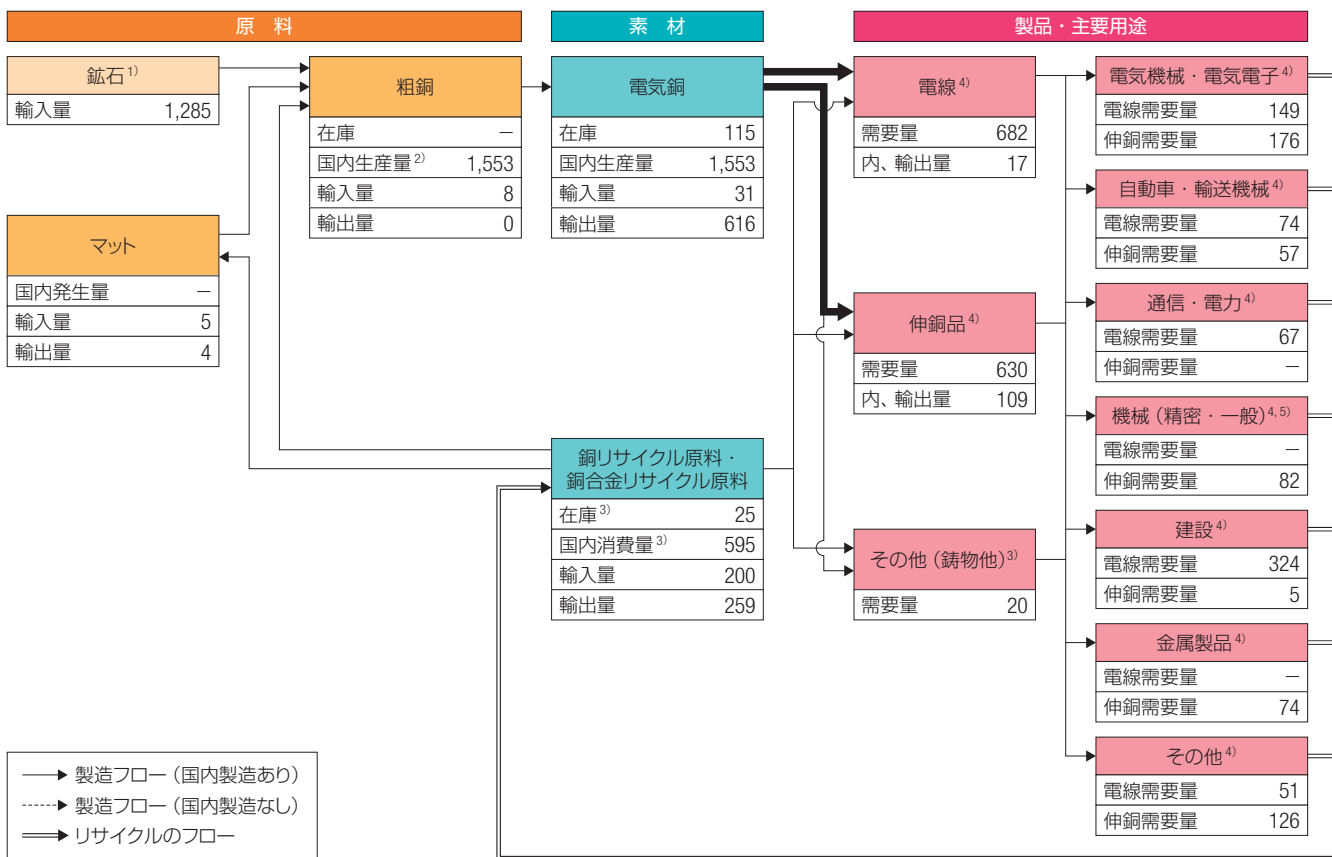 原 料
鉱石 1)
輸入量 1,285
マット
国内発生量 －
輸入量 5
輸出量 4
粗銅
在庫 －
国内生産量 2) 1,553
輸入量 8
輸出量 0
素 材
電気銅
在庫 115
国内生産量 1,553
輸入量 31
輸出量 616
銅リサイクル原料・
銅合金リサイクル原料
在庫 3) 25
国内消費量 3) 595
輸入量 200
輸出量 259
製品・主要用途
電線 4)
需要量 682
内、輸出量 17
伸銅品 4)
需要量 630
内、輸出量 109
その他（鋳物他）3)
需要量 20
電気機械・電気電子 4)
電線需要量 149
伸銅需要量 176
自動車・輸送機械 4)
電線需要量 74
伸銅需要量 57
通信・電力 4)
電線需要量 67
伸銅需要量 －
機械（精密・一般）4, 5)
電線需要量 －
伸銅需要量 82
建設 4)
電線需要量 324
伸銅需要量 5
金属製品 4)
電線需要量 －
伸銅需要量 74
その他 4)
電線需要量 51
伸銅需要量 126
製造フロー（国内製造あり）
製造フロー（国内製造なし）
リサイクルのフロー